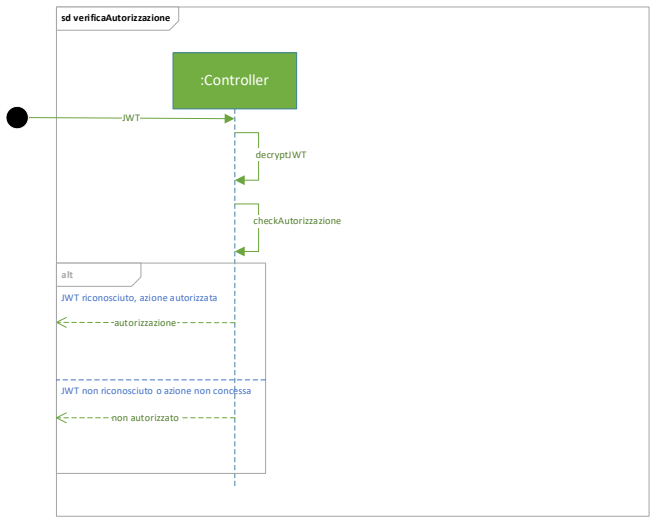 sd verificaAutorizzazione
:Controller
JWT
decryptJWT
checkAutorizzazione
alt
JWT riconosciuto, azione autorizzata
autorizzazione
JWT non riconosciuto o azione non concessa
non autorizzato